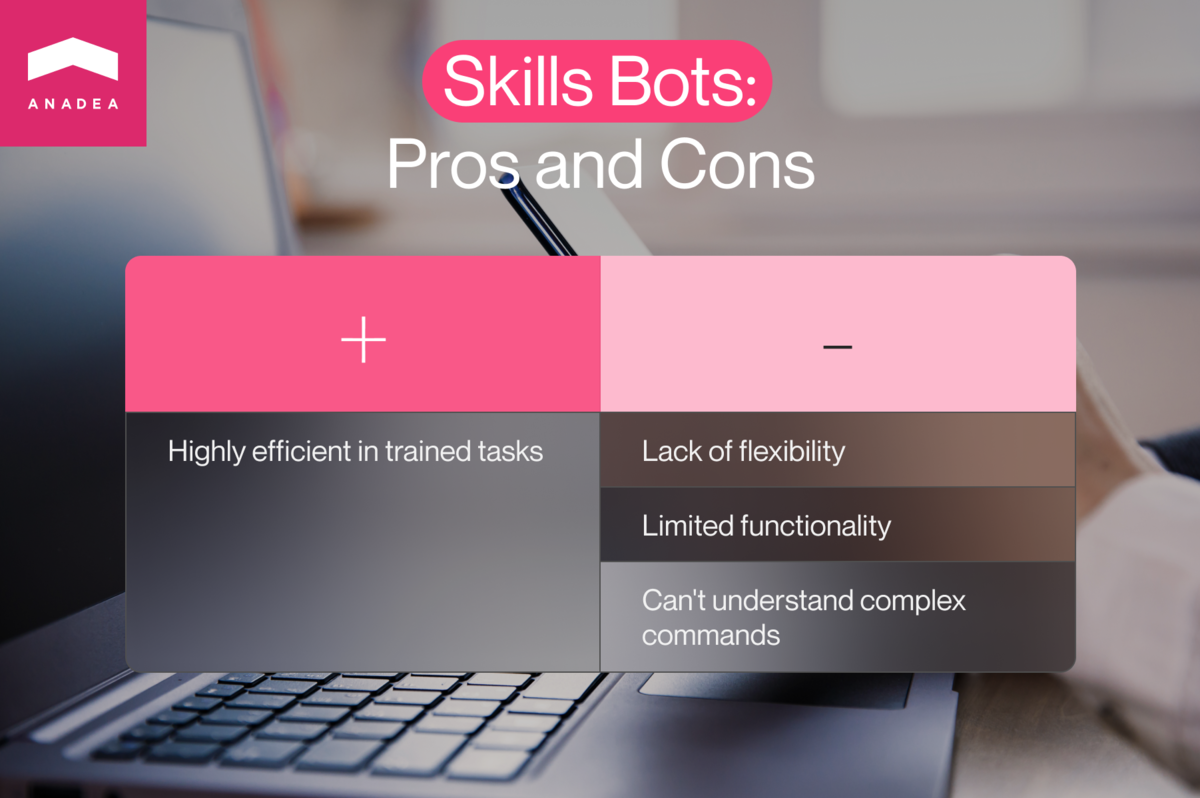 ANADEA
Skills Bots:
Pros and Cons
+
–
Highly efficient in trained tasks
Lack of flexibility
Limited functionality
Can't understand complex
commands